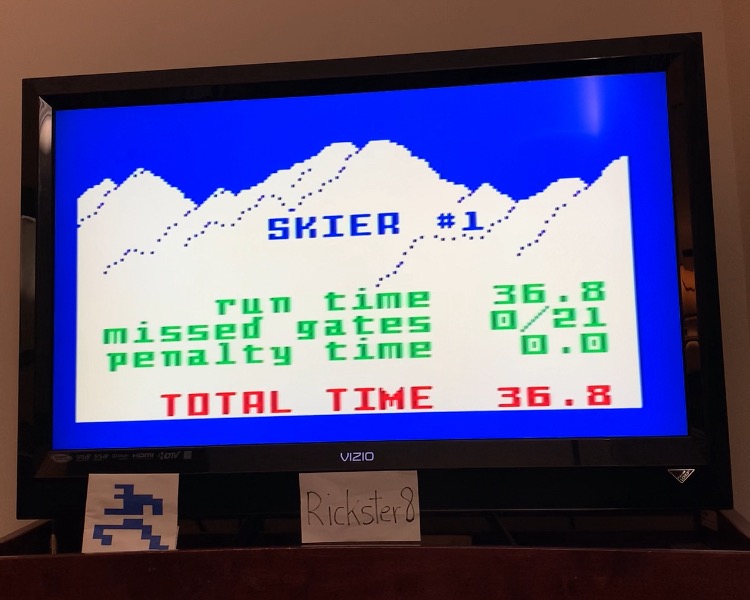 SKIER #1
run time 36.8
missed gates 0/21
penalty time 0.0
TOTAL TIME 36.8
HDMI
VIZIO
Rickster8